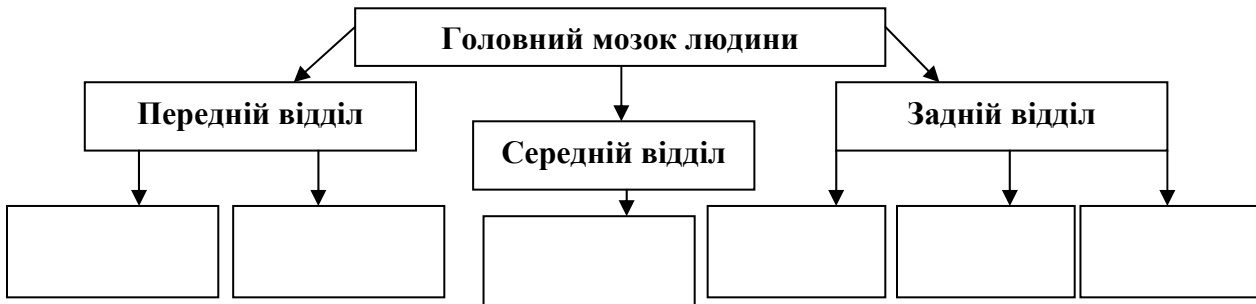 Головний мозок людини
Передній відділ
Середній відділ
Задній відділ